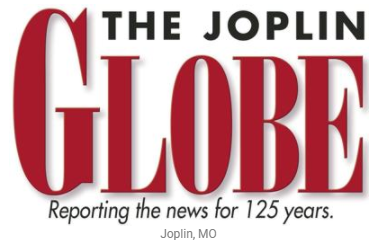 THE JOPLIN
GLOBE
Reporting the news for 125 years.
Joplin, MO